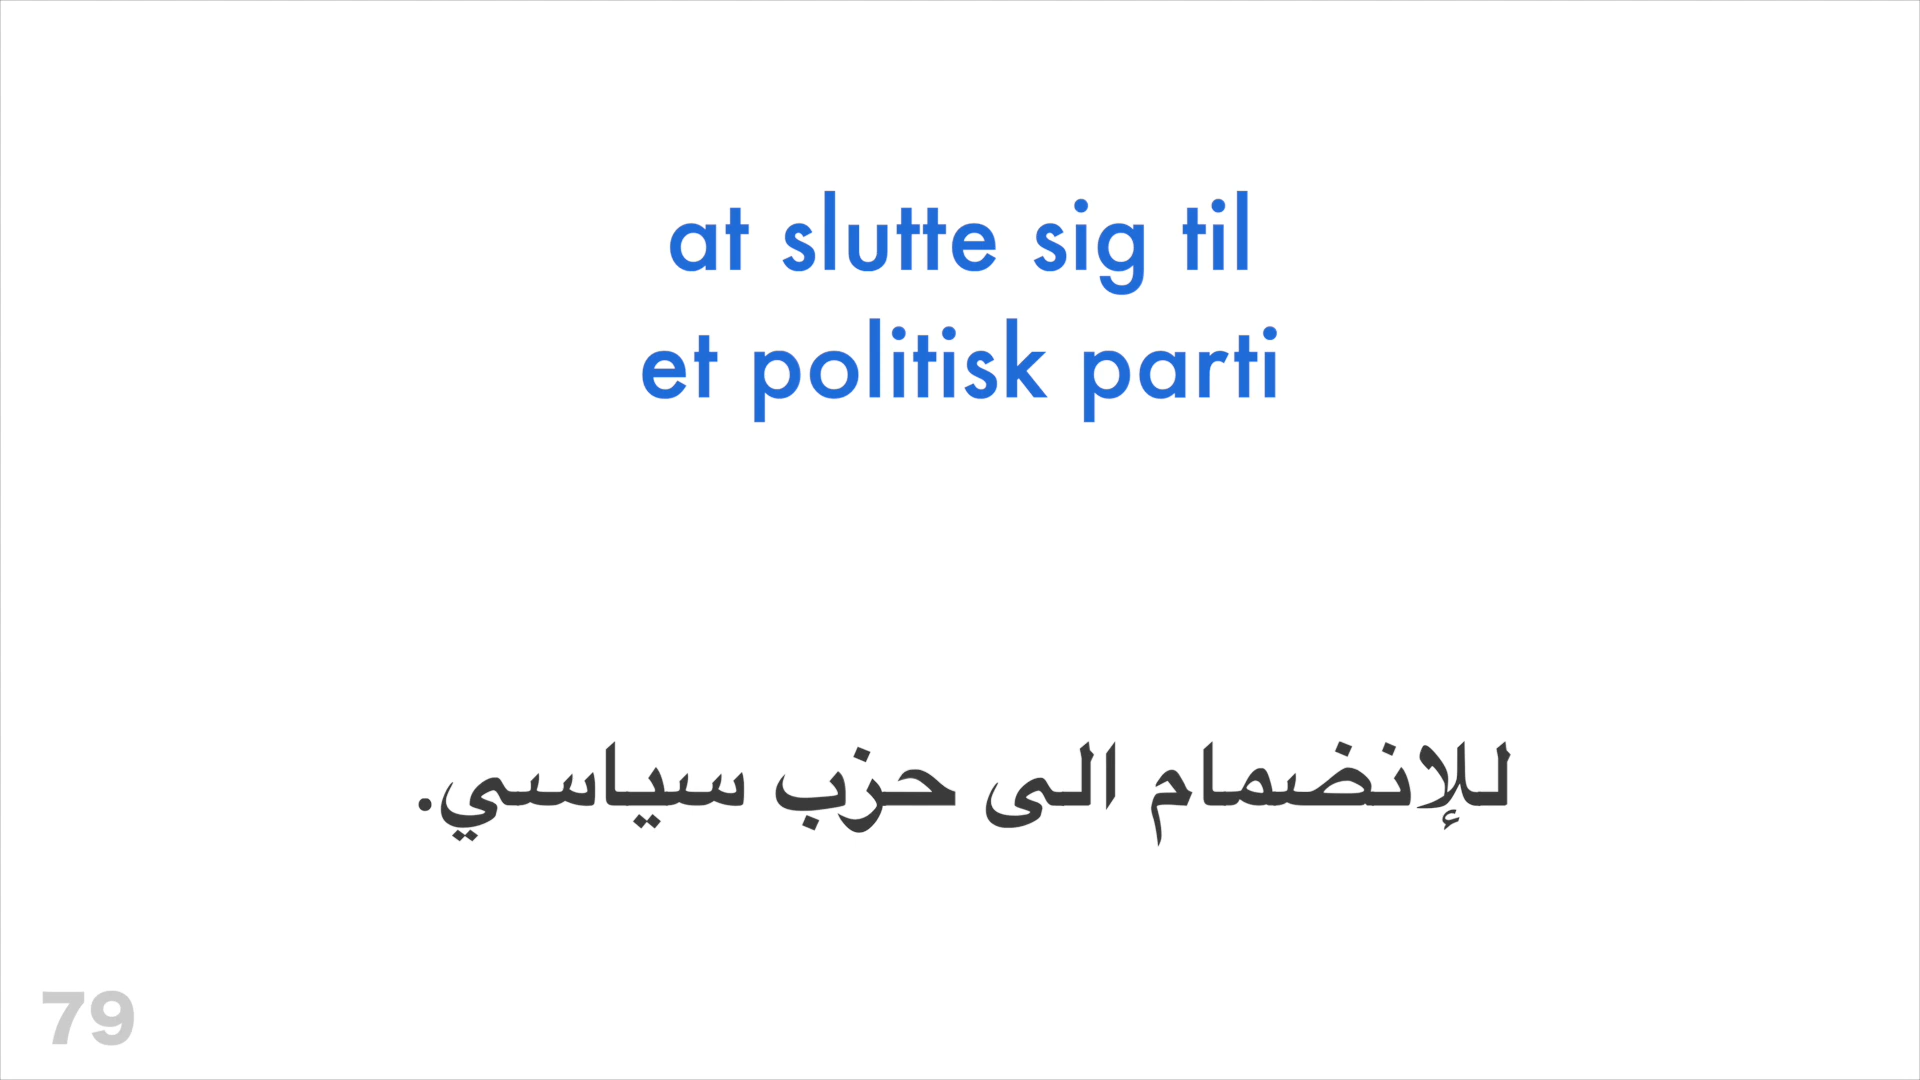 at slutte sig til
et politisk parti
للإنضمام الى حزب سياسي.
79